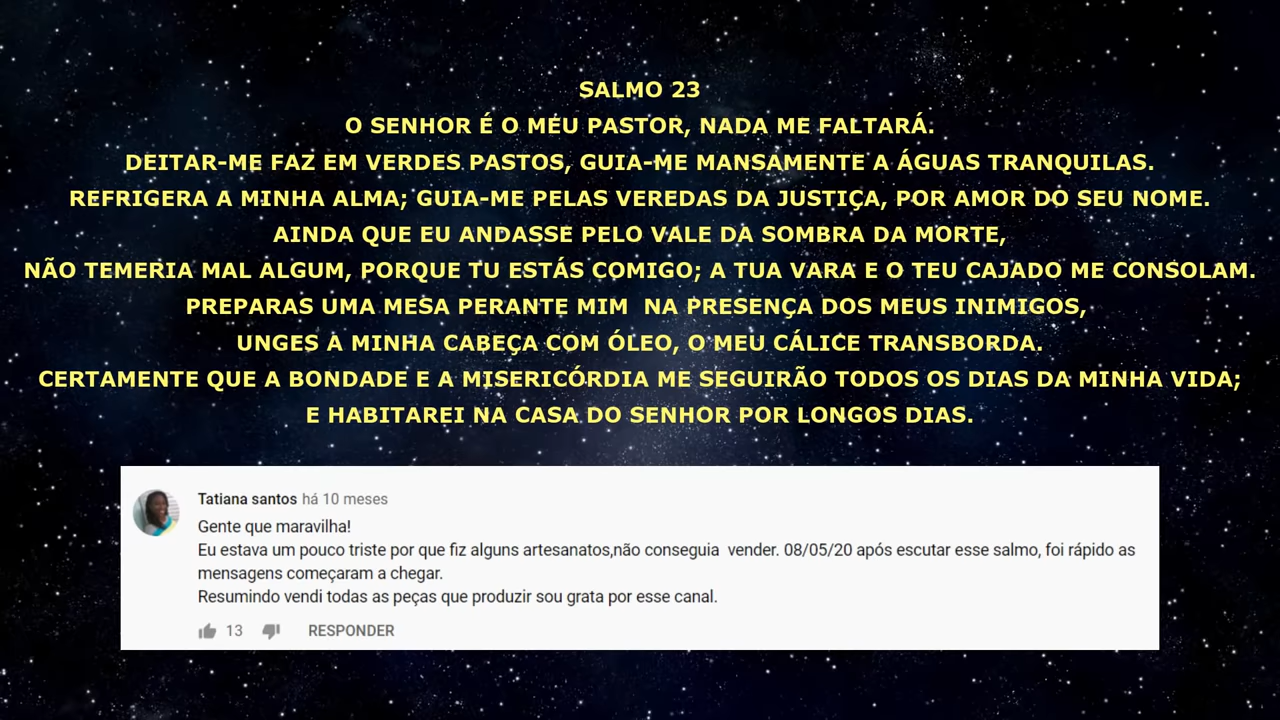 SALMO 23
O SENHOR É O MEU PASTOR, NADA ME FALTARÁ.
DEITAR-ME FAZ EM VERDES PASTOS, GUIA-ME MANSAMENTE A ÁGUAS TRANQUILAS.
REFRIGERA A MINHA ALMA; GUIA-ME PELAS VEREDAS DA JUSTIÇA, POR AMOR DO SEU NOME.
AINDA QUE EU ANDASSE PELO VALE DA SOMBRA DA MORTE,
NÃO TEMERIA MAL ALGUM, PORQUE TU ESTÁS COMIGO; A TUA VARA E O TEU CAJADO ME CONSOLAM.
PREPARAS UMA MESA PERANTE MIM  NA PRESENÇA DOS MEUS INIMIGOS,
UNGES A MINHA CABEÇA COM ÓLEO, O MEU CÁLICE TRANSBORDA.
CERTAMENTE QUE A BONDADE E A MISERICÓRDIA ME SEGUIRÃO TODOS OS DIAS DA MINHA VIDA;
E HABITAREI NA CASA DO SENHOR POR LONGOS DIAS.
Tatiana santos há 10 meses
Gente que maravilha!
Eu estava um pouco triste por que fiz alguns artesanatos,não conseguia  vender. 08/05/20 após escutar esse salmo, foi rápido as
mensagens começaram a chegar.
Resumindo vendi todas as peças que produzir sou grata por esse canal.
13 RESPONDER